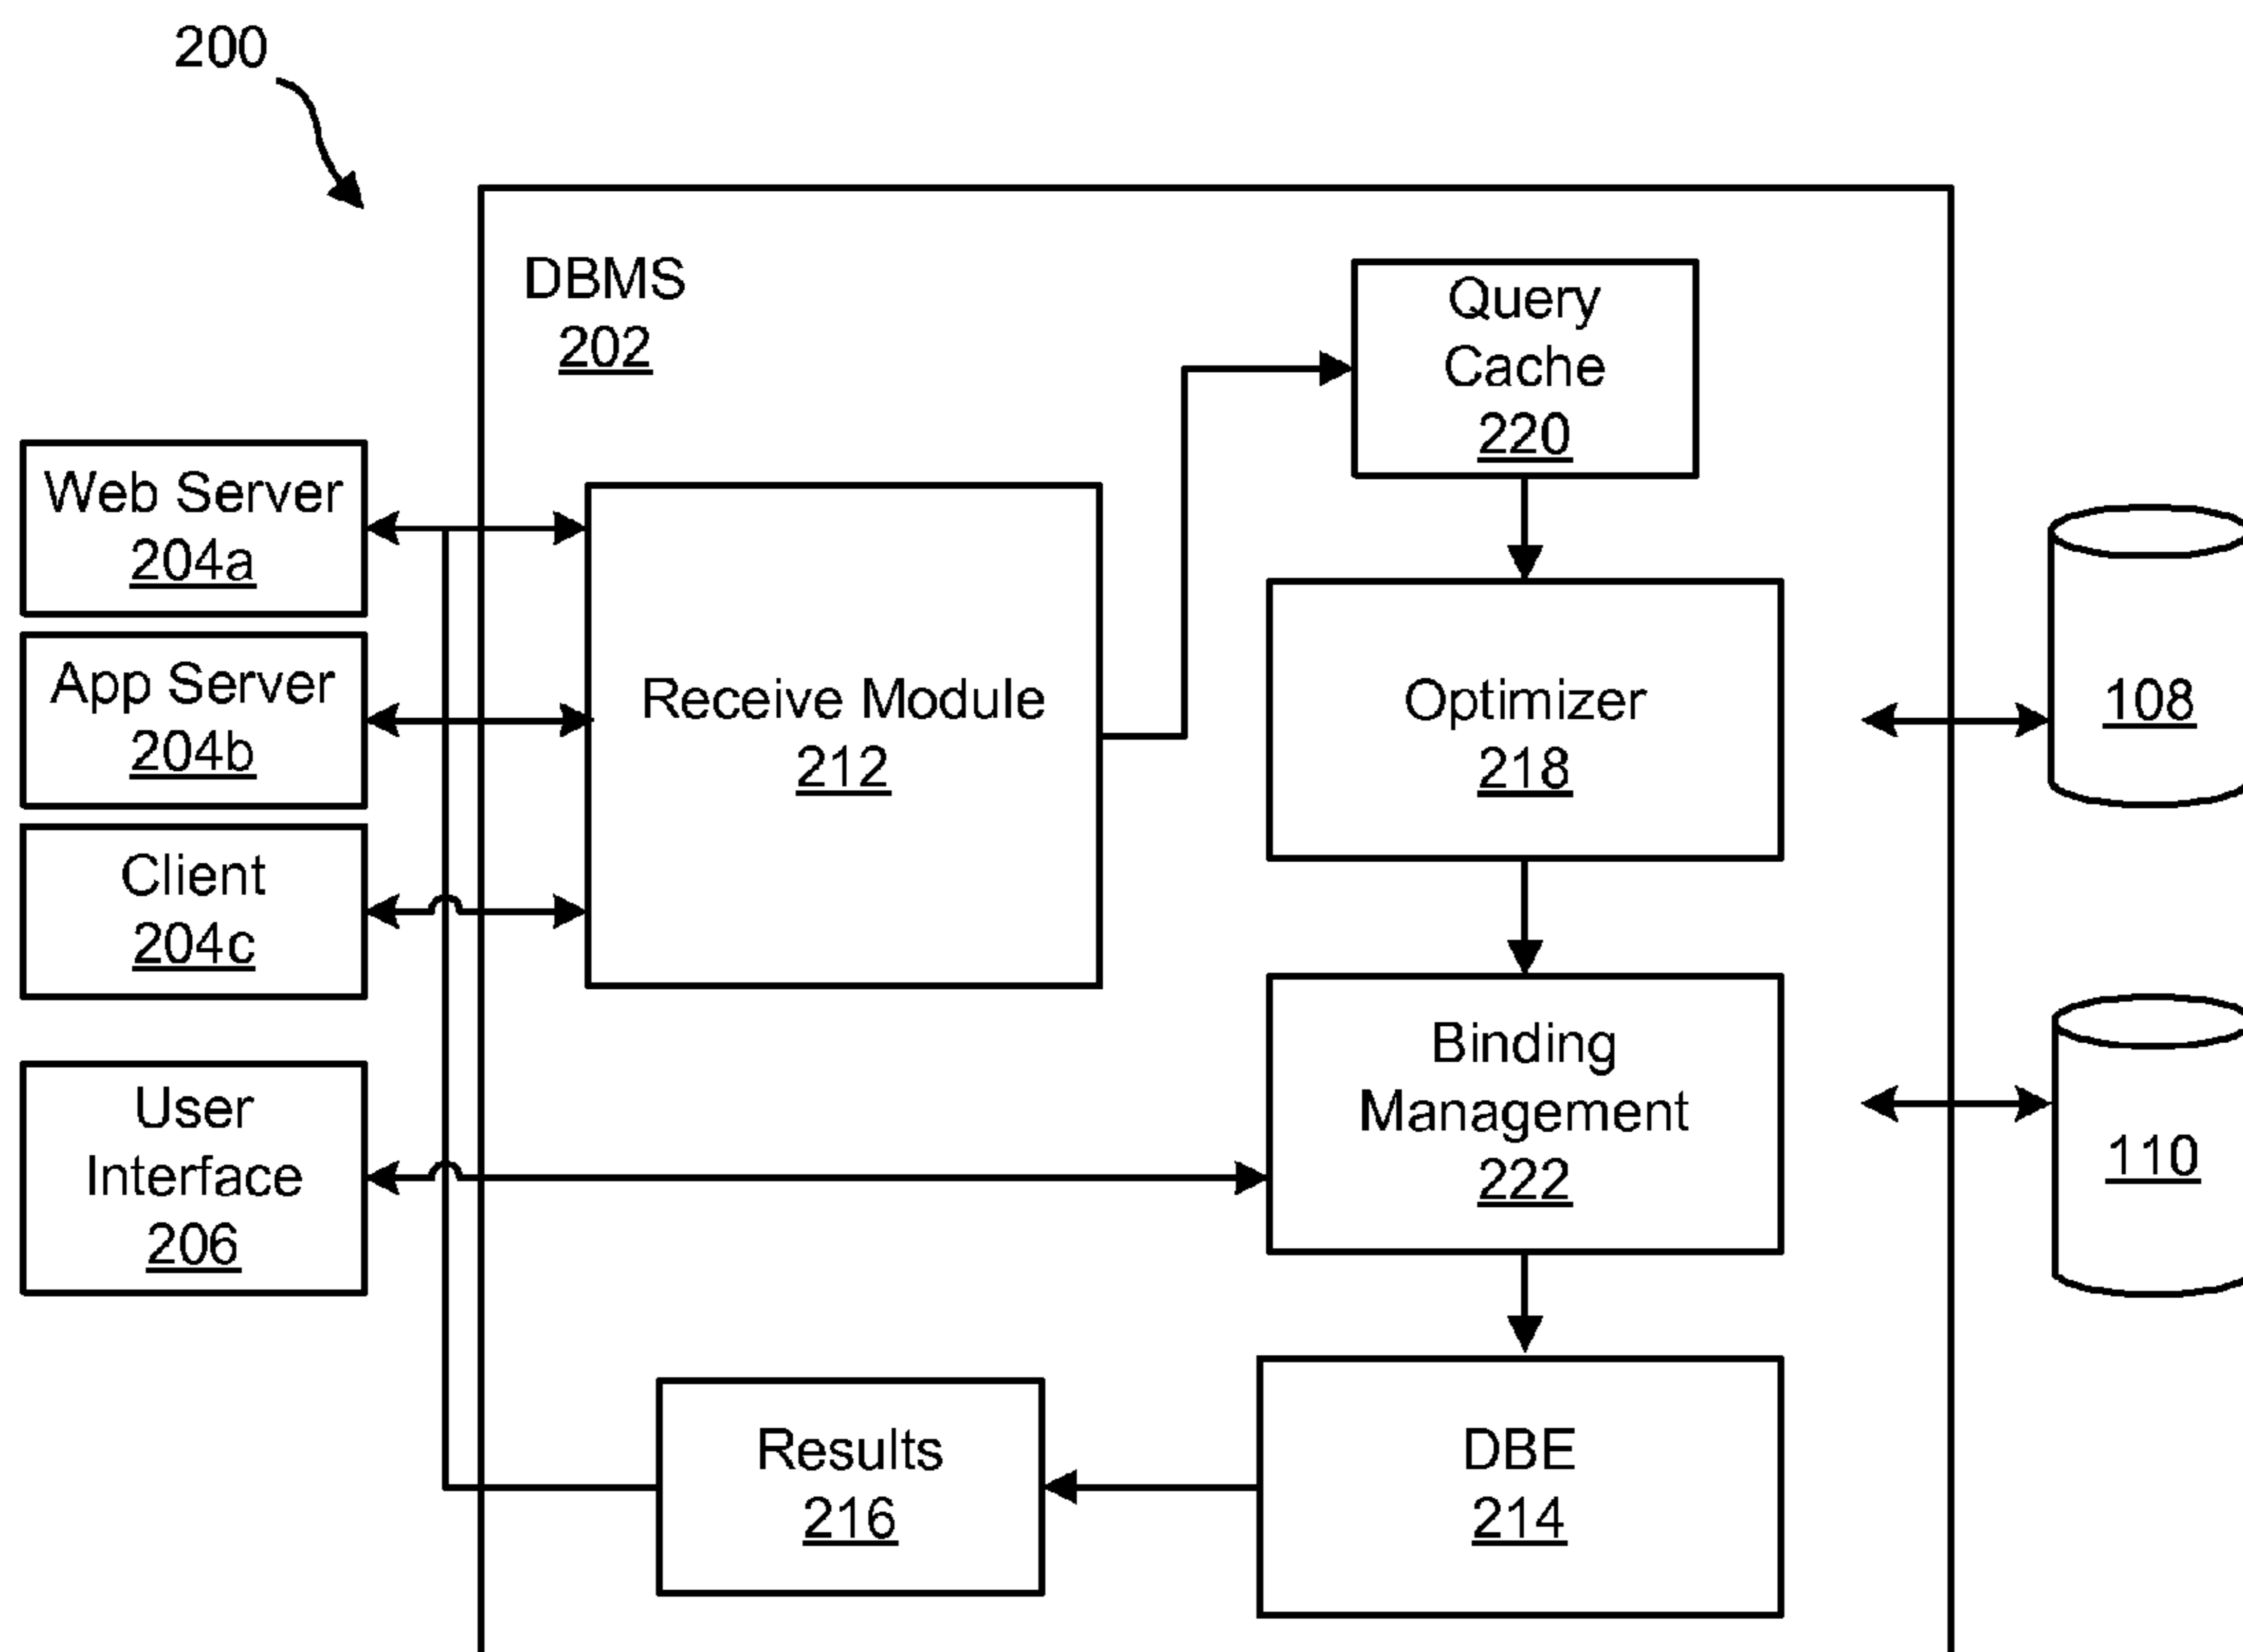 200
DBMS
202
Query
Cache
220
Web Server
204a
App Server
204b
Client
204c
User
Interface
206
Receive Module
212
Optimizer
218
Binding
Management
222
Results
216
DBE
214
108
110